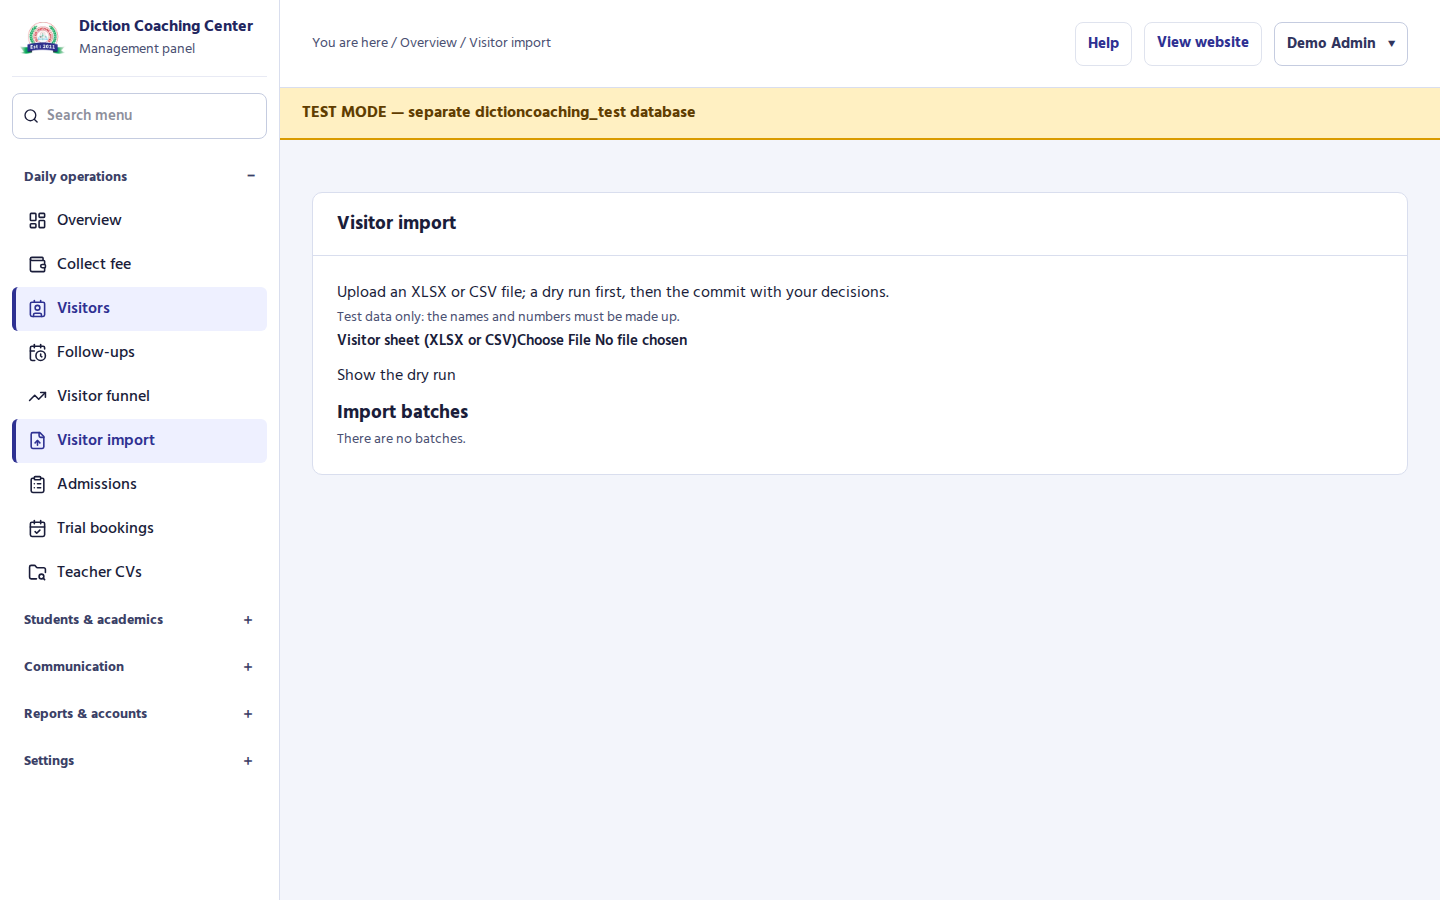 Diction Coaching Center
Management panel
Est : 2011
Search menu
Daily operations −
Overview
Collect fee
Visitors
Follow-ups
Visitor funnel
Visitor import
Admissions
Trial bookings
Teacher CVs
Students & academics +
Communication +
Reports & accounts +
Settings +
You are here / Overview / Visitor import
Help
View website
Demo Admin ▾
TEST MODE — separate dictioncoaching_test database
Visitor import
Upload an XLSX or CSV file; a dry run first, then the commit with your decisions.
Test data only: the names and numbers must be made up.
Visitor sheet (XLSX or CSV)Choose File No file chosen
Show the dry run
Import batches
There are no batches.